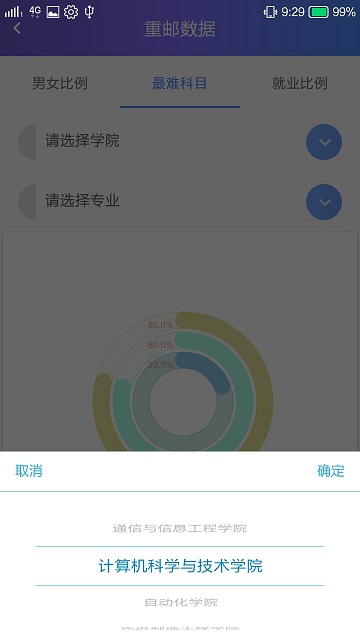 4G 9:29 99%
重邮数据
男女比例 最难科目 就业比例
请选择学院
请选择专业
80.0%
80.0%
20.0%
取消 确定
通信与信息工程学院
计算机科学与技术学院
自动化学院